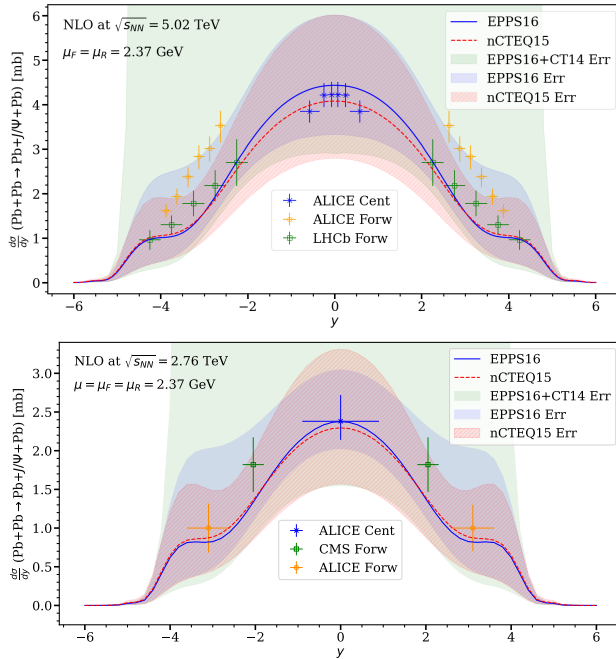 NLO at √s_NN = 5.02 TeV
μ_F = μ_R = 2.37 GeV
EPPS16
nCTEQ15
EPPS16+CT14 Err
EPPS16 Err
nCTEQ15 Err
ALICE Cent
ALICE Forw
LHCb Forw
dσ/dy (Pb+Pb → Pb+J/Ψ+Pb) [mb]
6
5
4
3
2
1
0
−6 −4 −2 0 2 4 6
y
NLO at √s_NN = 2.76 TeV
μ = μ_F = μ_R = 2.37 GeV
EPPS16
nCTEQ15
EPPS16+CT14 Err
EPPS16 Err
nCTEQ15 Err
ALICE Cent
CMS Forw
ALICE Forw
dσ/dy (Pb+Pb → Pb+J/Ψ+Pb) [mb]
3.0
2.5
2.0
1.5
1.0
0.5
0.0
−6 −4 −2 0 2 4 6
y